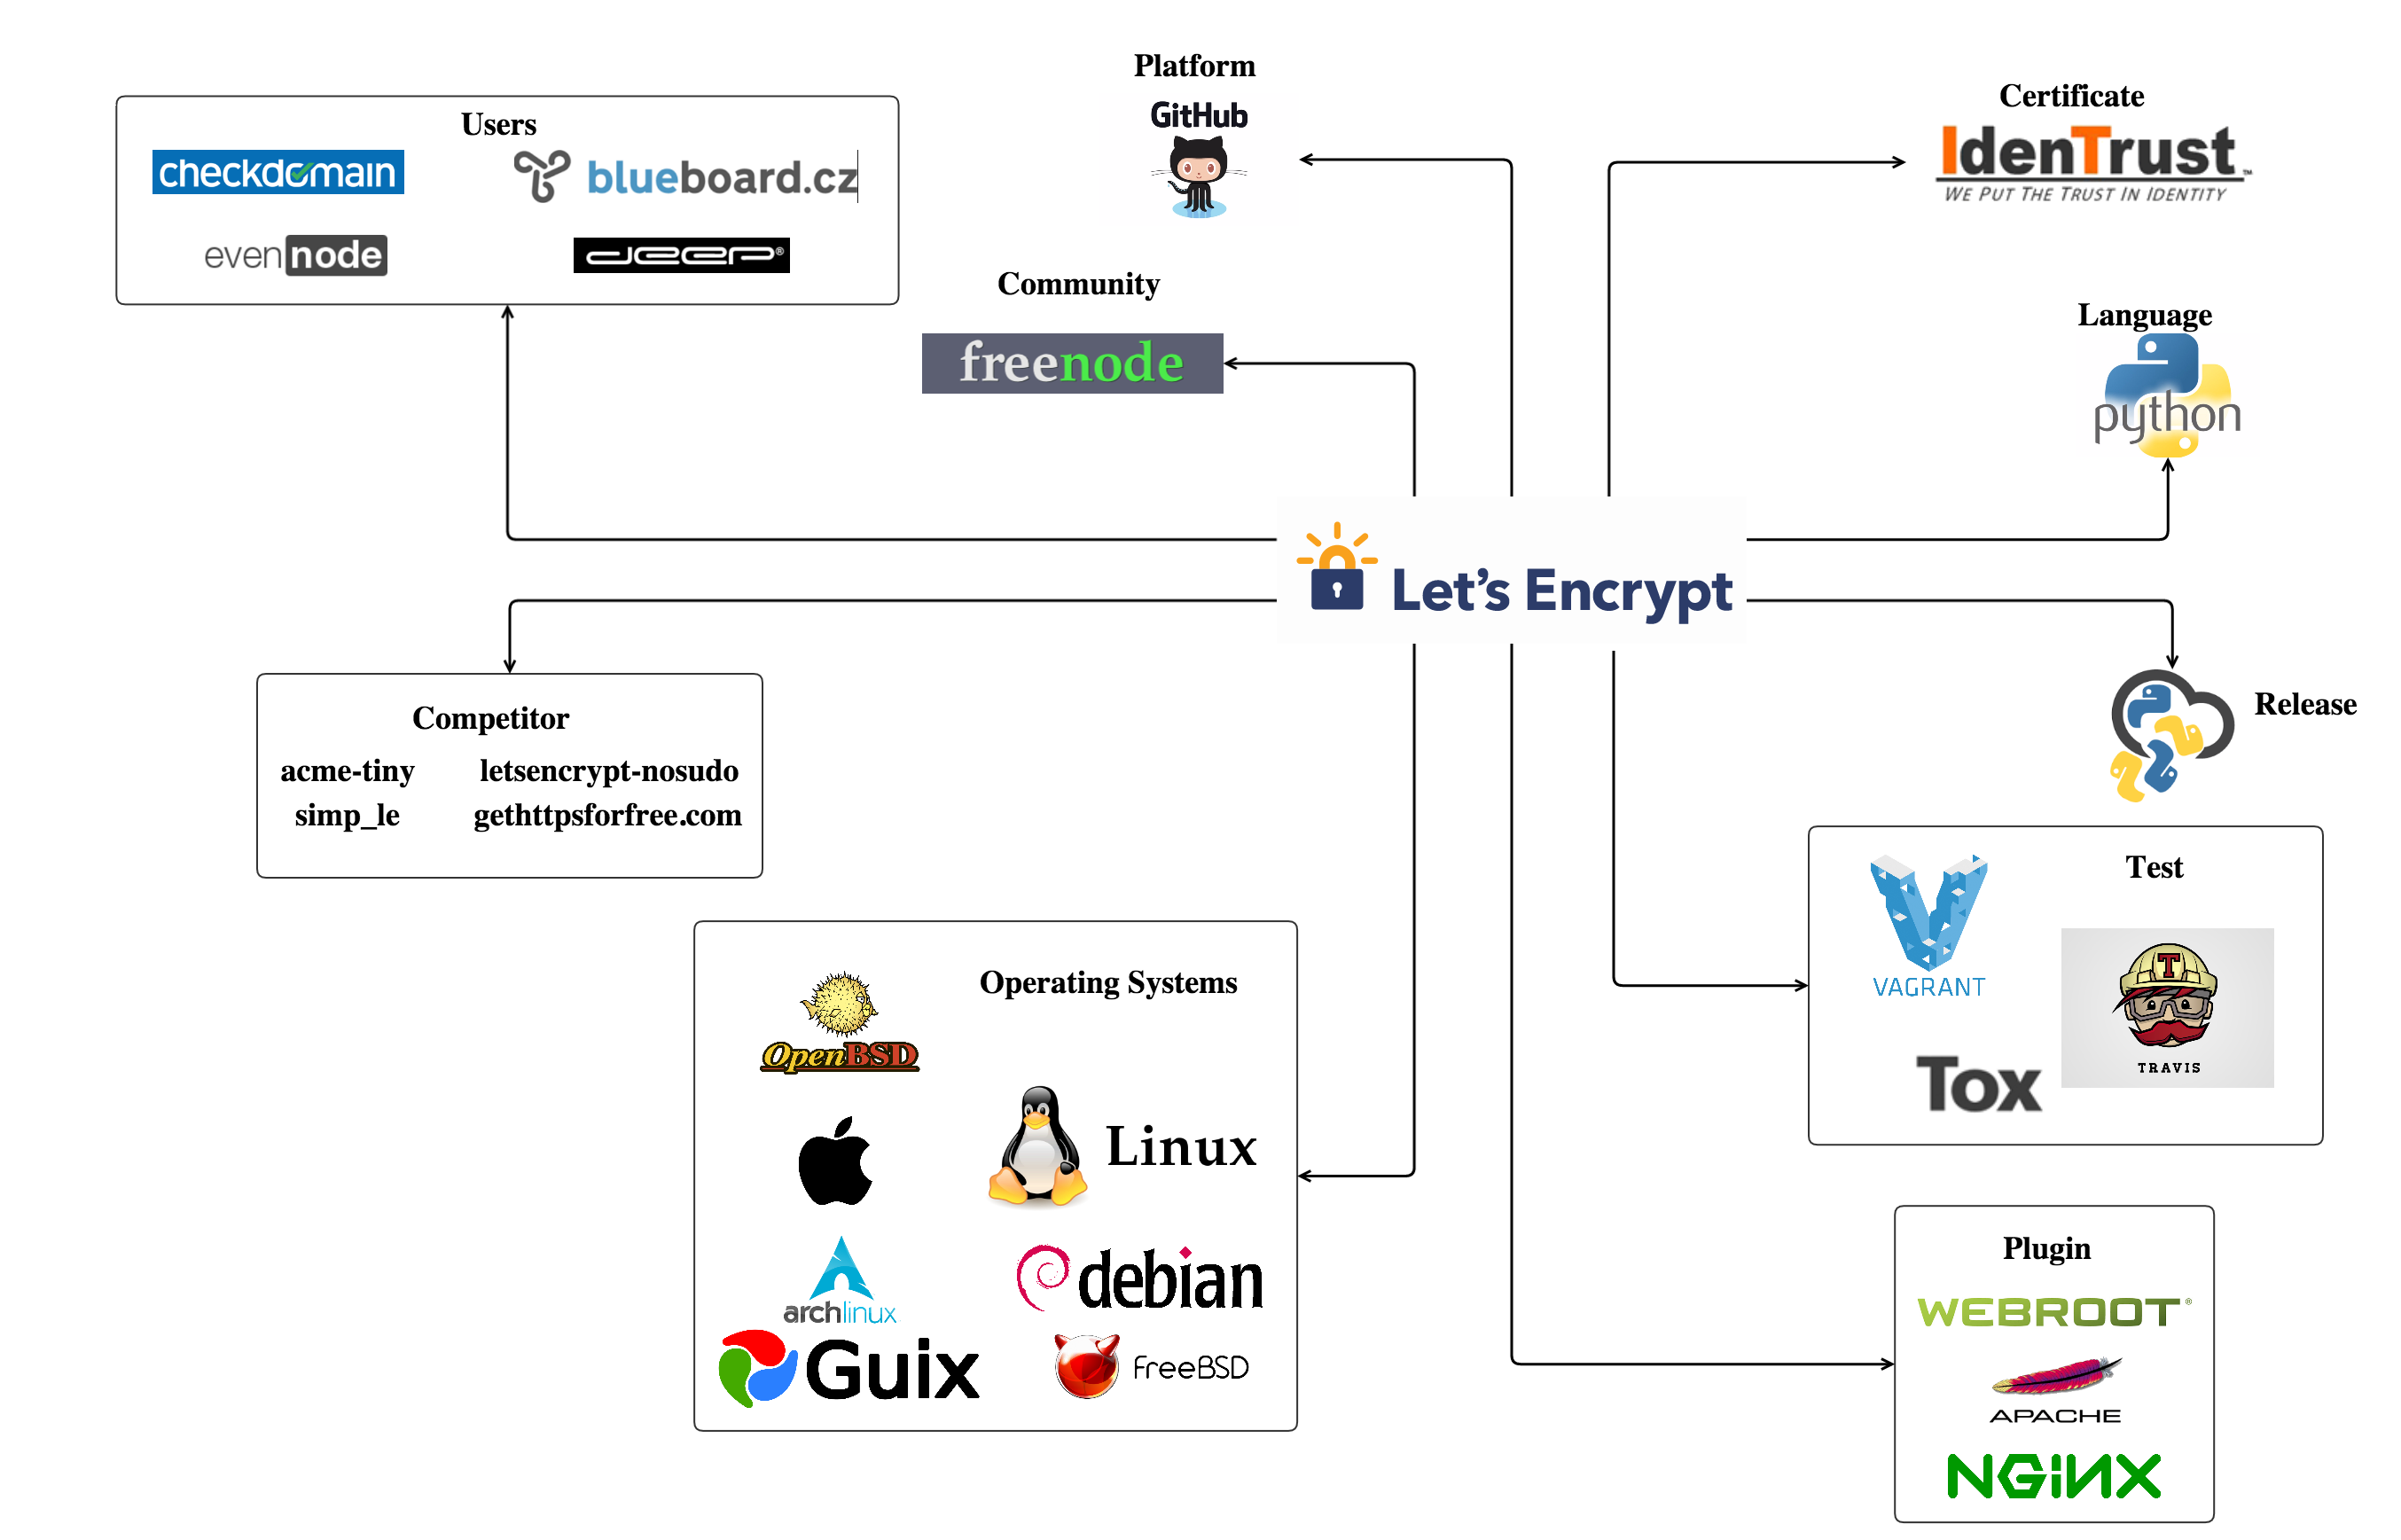 Platform
GitHub
Certificate
IdenTrust™
WE PUT THE TRUST IN IDENTITY
Users
checkdomain
blueboard.cz
evennode
deep®
Community
freenode
Language
python
Let's Encrypt
Competitor
acme-tiny
letsencrypt-nosudo
simp_le
gethttpsforfree.com
Release
Test
VAGRANT
T
TRAVIS
Tox
Operating Systems
OpenBSD
Linux
archlinux
debian
Guix
FreeBSD
Plugin
WEBROOT®
APACHE
NGINX